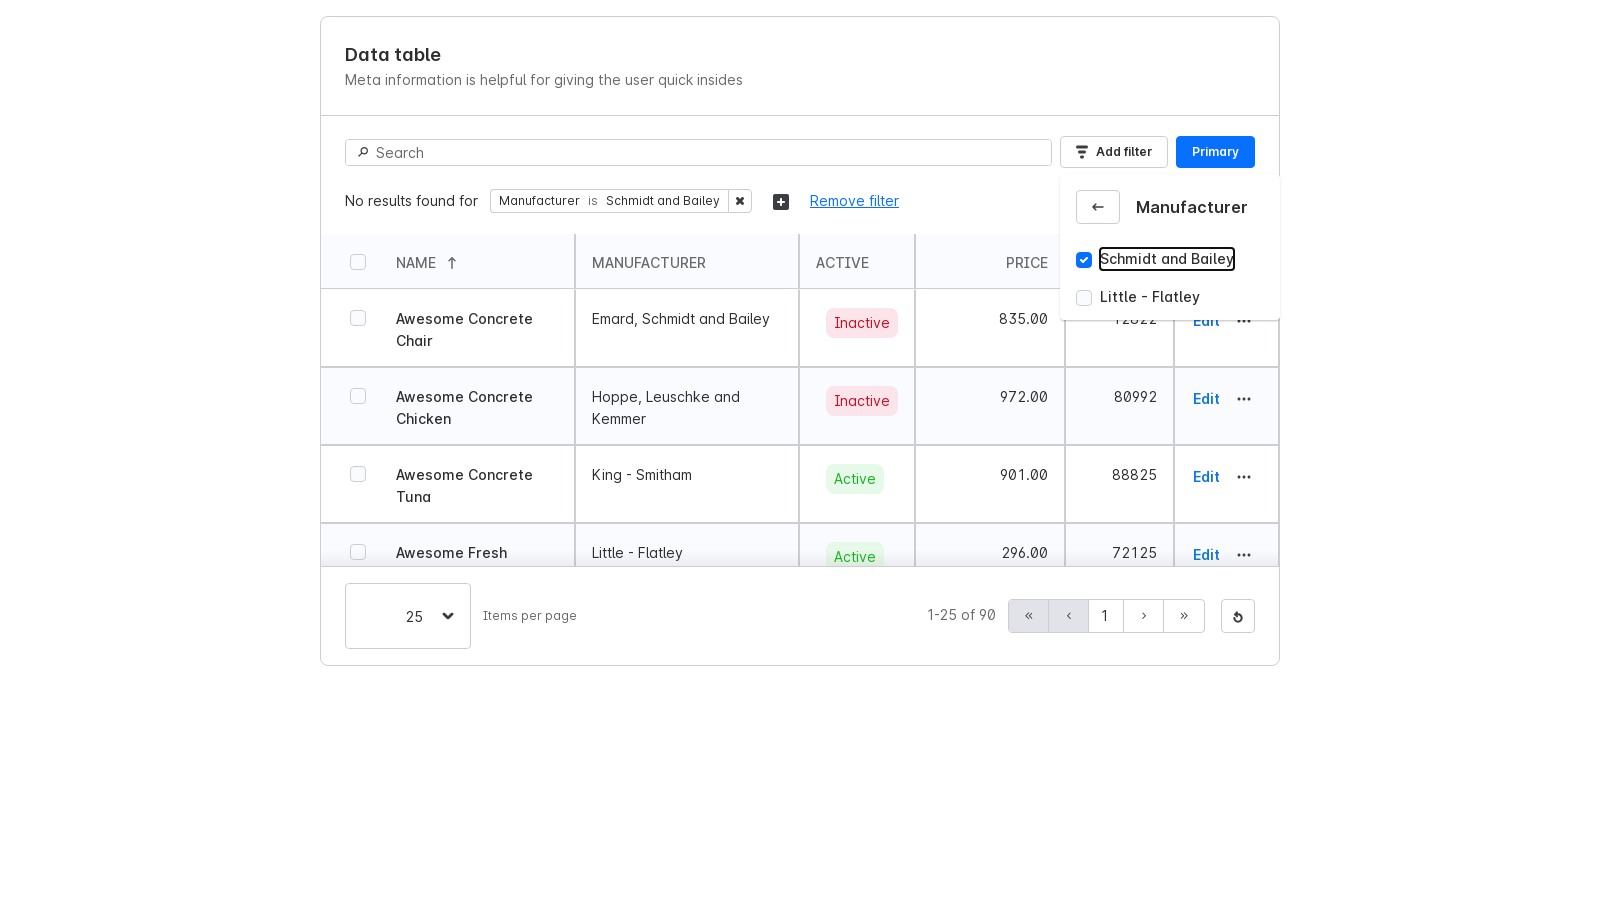 Data table
Meta information is helpful for giving the user quick insides
Search
Add filter
Primary
No results found for
Manufacturer is Schmidt and Bailey
Remove filter
Manufacturer
Schmidt and Bailey
Little - Flatley
NAME MANUFACTURER ACTIVE PRICE
Awesome Concrete Chair Emard, Schmidt and Bailey Inactive 835.00 12822 Edit
Awesome Concrete Chicken Hoppe, Leuschke and Kemmer Inactive 972.00 80992 Edit
Awesome Concrete Tuna King - Smitham Active 901.00 88825 Edit
Awesome Fresh Little - Flatley Active 296.00 72125 Edit
25 Items per page
1-25 of 90
« ‹ 1 › »